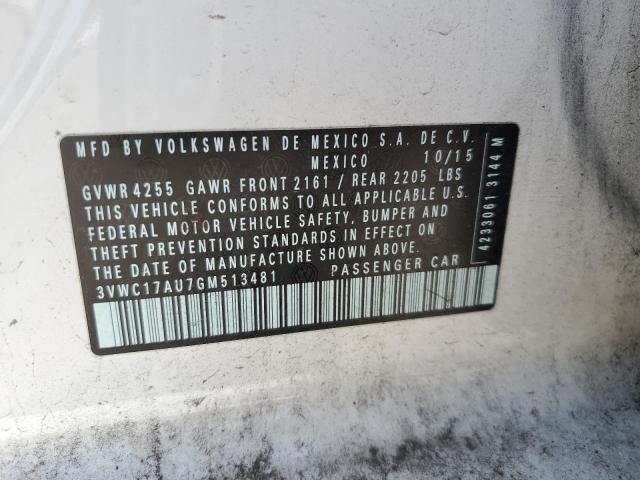 MFD BY VOLKSWAGEN DE MEXICO S.A. DE C.V.
MEXICO 10/15
GVWR 4255 GAWR FRONT 2161 / REAR 2205 LBS
THIS VEHICLE CONFORMS TO ALL APPLICABLE U.S.
FEDERAL MOTOR VEHICLE SAFETY, BUMPER AND
THEFT PREVENTION STANDARDS IN EFFECT ON
THE DATE OF MANUFACTURE SHOWN ABOVE.
3VWC17AU7GM513481 PASSENGER CAR
4233061 3144 M